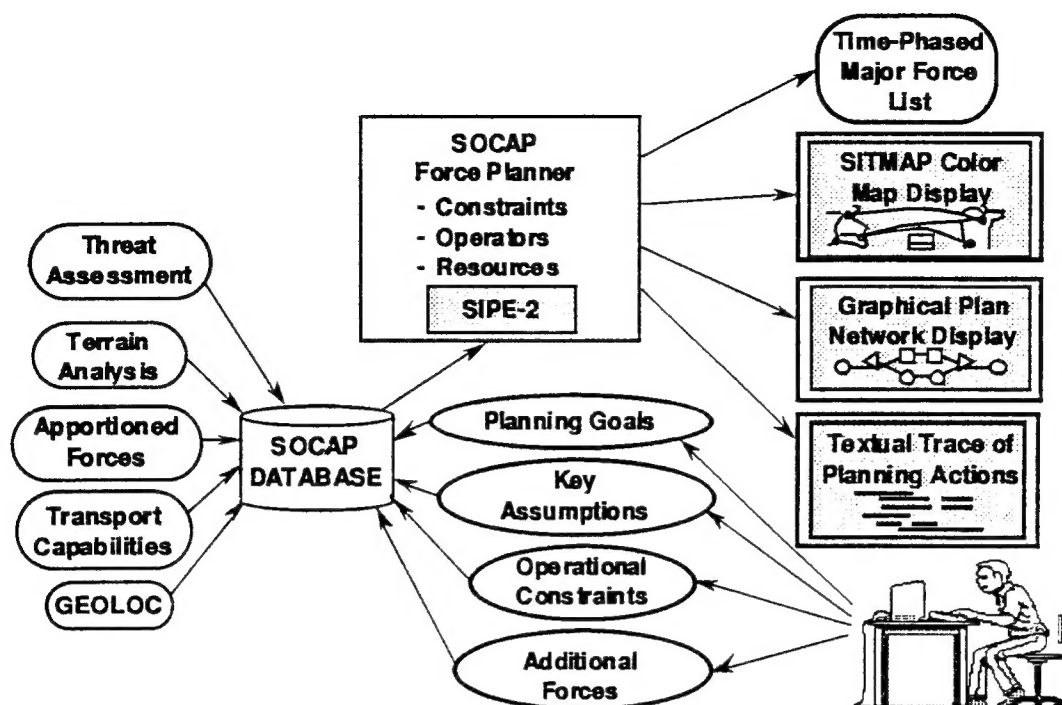 Time-Phased
Major Force
List
SOCAP
Force Planner
- Constraints
- Operators
- Resources
SIPE-2
SITMAP Color
Map Display
Graphical Plan
Network Display
Textual Trace of
Planning Actions
Threat
Assessment
Terrain
Analysis
Apportioned
Forces
Transport
Capabilities
GEOLOC
SOCAP
DATABASE
Planning Goals
Key
Assumptions
Operational
Constraints
Additional
Forces